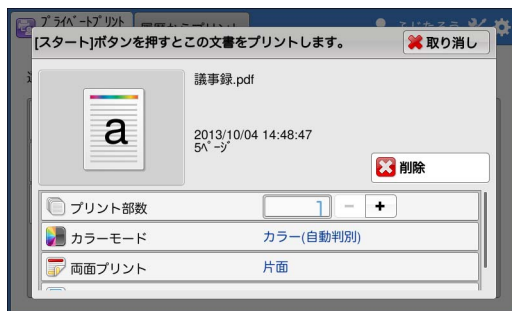 プライベートプリント
[スタート]ボタンを押すとこの文書をプリントします。
取り消し
議事録.pdf
a
2013/10/04 14:48:47
5ページ
削除
プリント部数
1
−
+
カラーモード
カラー(自動判別)
両面プリント
片面